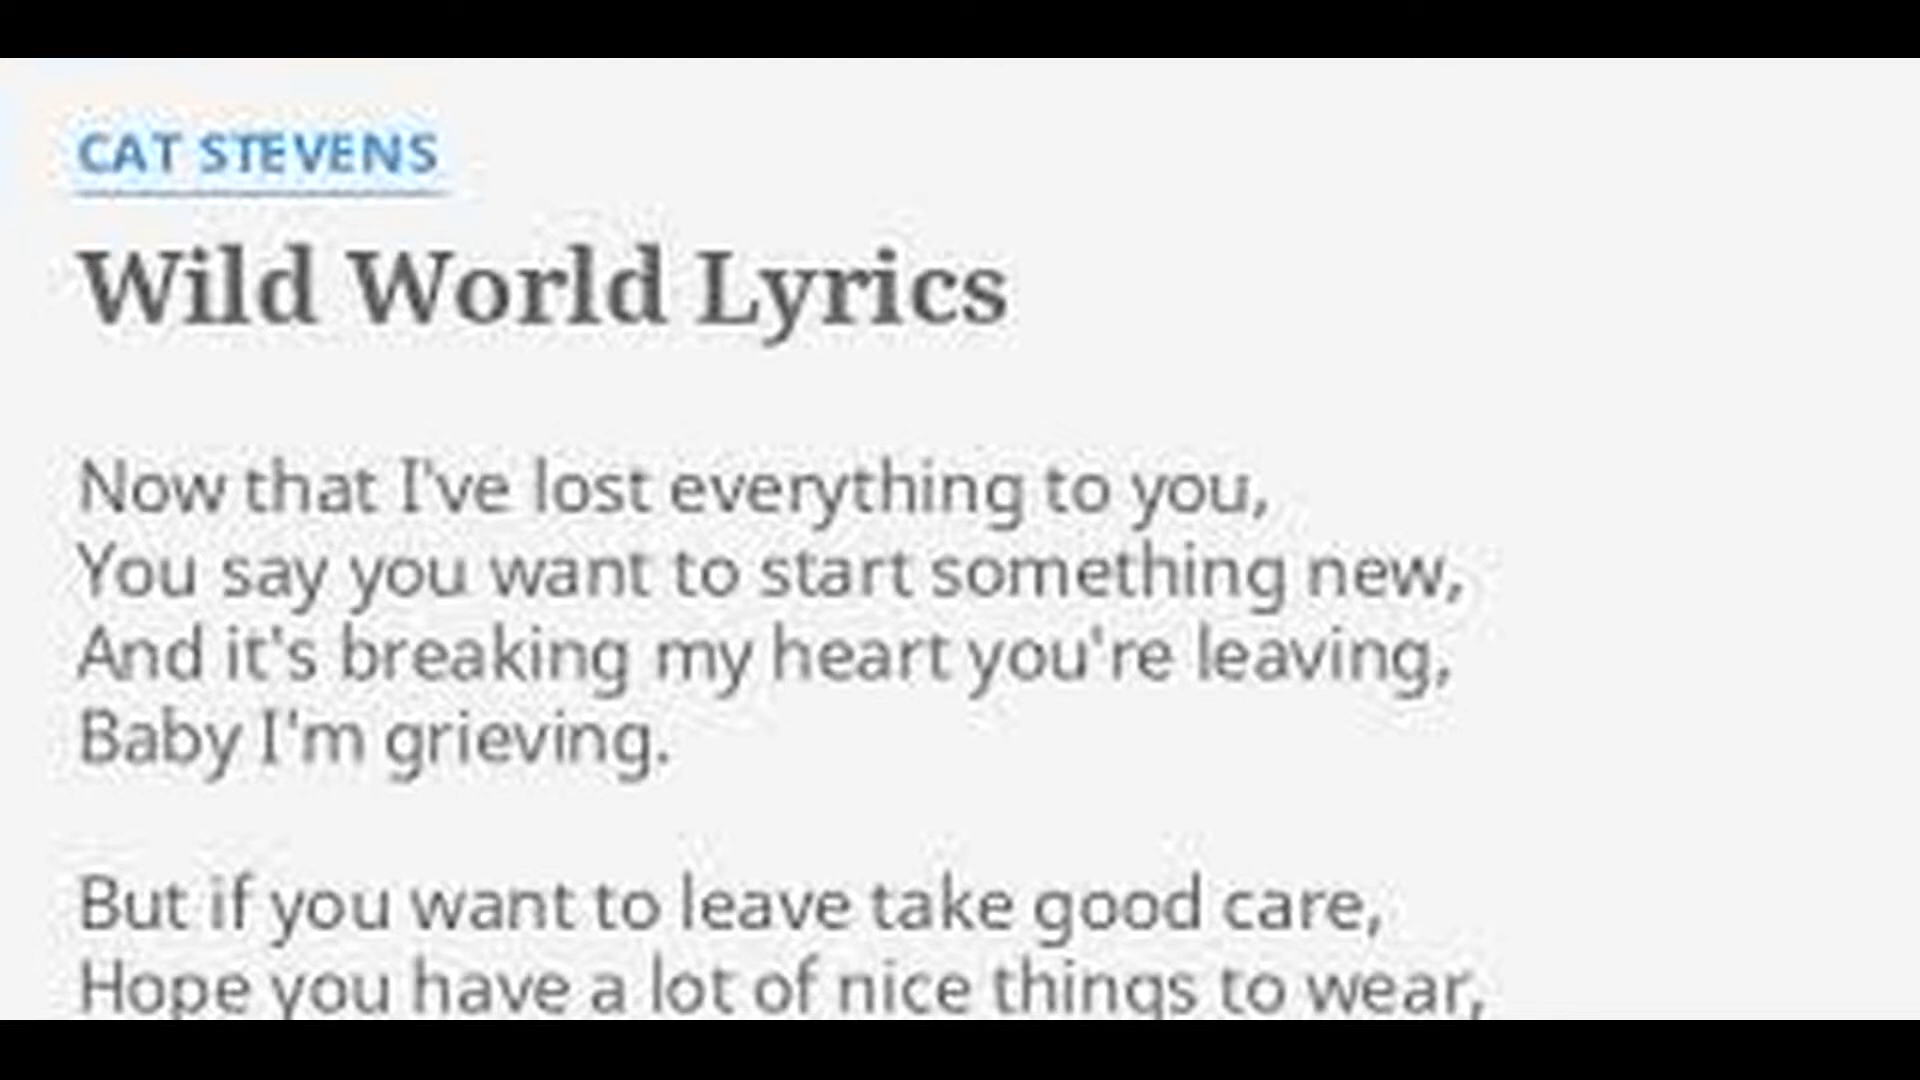 CAT STEVENS
Wild World Lyrics
Now that I've lost everything to you,
You say you want to start something new,
And it's breaking my heart you're leaving,
Baby I'm grieving.
But if you want to leave take good care,
Hope you have a lot of nice things to wear,